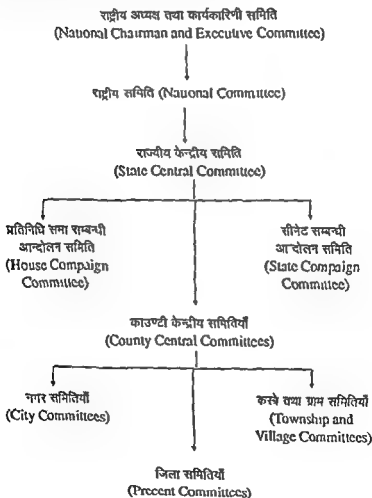 राष्ट्रीय अध्यक्ष तथा कार्यकारिणी समिति
(National Chairman and Executive Committee)
राष्ट्रीय समिति (National Committee)
राज्यीय केन्द्रीय समिति
(State Central Committee)
प्रतिनिधि सभा सम्बन्धी
आन्दोलन समिति
(House Compaign
Committee)
सीनेट सम्बन्धी
आन्दोलन समिति
(State Compaign
Committee)
काउण्टी केन्द्रीय समितियाँ
(County Central Committees)
नगर समितियाँ
(City Committees)
कस्बे तथा ग्राम समितियाँ
(Township and
Village Committees)
जिला समितियाँ
(Precent Committees)